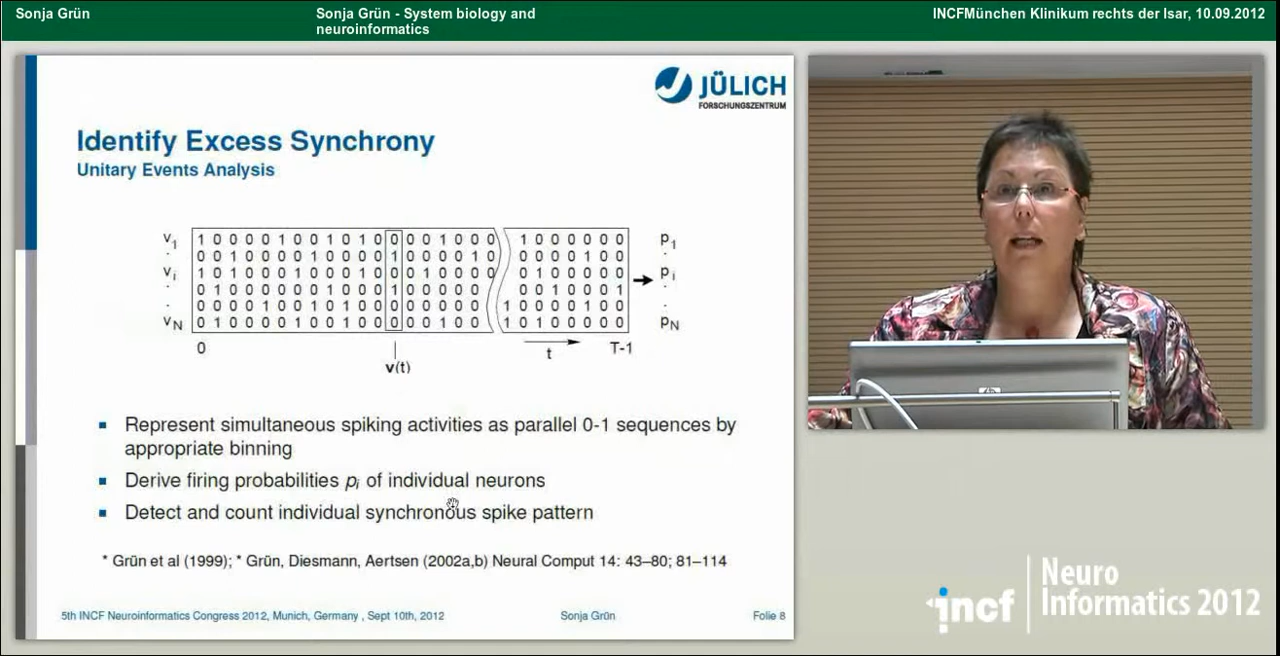 Sonja Grün
Sonja Grün - System biology and
neuroinformatics
INCFMünchen Klinikum rechts der Isar, 10.09.2012
JÜLICH
FORSCHUNGSZENTRUM
Identify Excess Synchrony
Unitary Events Analysis
v1 1 0 0 0 0 1 0 0 1 0 1 0 0 0 0 1 0 0 0 1 0 0 0 0 0 0 p1
. 0 0 1 0 0 0 0 1 0 0 0 0 1 0 0 0 0 1 0 0 0 0 0 1 0 0 .
vi 1 0 1 0 0 0 1 0 0 0 1 0 0 0 1 0 0 0 0 0 1 0 0 0 0 0 pi
. 0 1 0 0 0 1 0 0 0 0 0 0 1 0 0 0 0 0 0 0 0 1 0 0 0 1 .
. 0 0 0 0 1 0 0 1 0 1 0 0 0 0 0 0 0 0 1 0 0 0 1 0 0 0 .
vN 0 1 0 0 0 0 1 0 0 1 0 0 0 0 0 1 0 0 1 0 1 0 0 0 0 0 pN
0 v(t) t T-1
▪ Represent simultaneous spiking activities as parallel 0-1 sequences by
appropriate binning
▪ Derive firing probabilities pi of individual neurons
▪ Detect and count individual synchronous spike pattern
* Grün et al (1999); * Grün, Diesmann, Aertsen (2002a,b) Neural Comput 14: 43–80; 81–114
5th INCF Neuroinformatics Congress 2012, Munich, Germany , Sept 10th, 2012 Sonja Grün Folie 8
hp
incf
Neuro
Informatics 2012